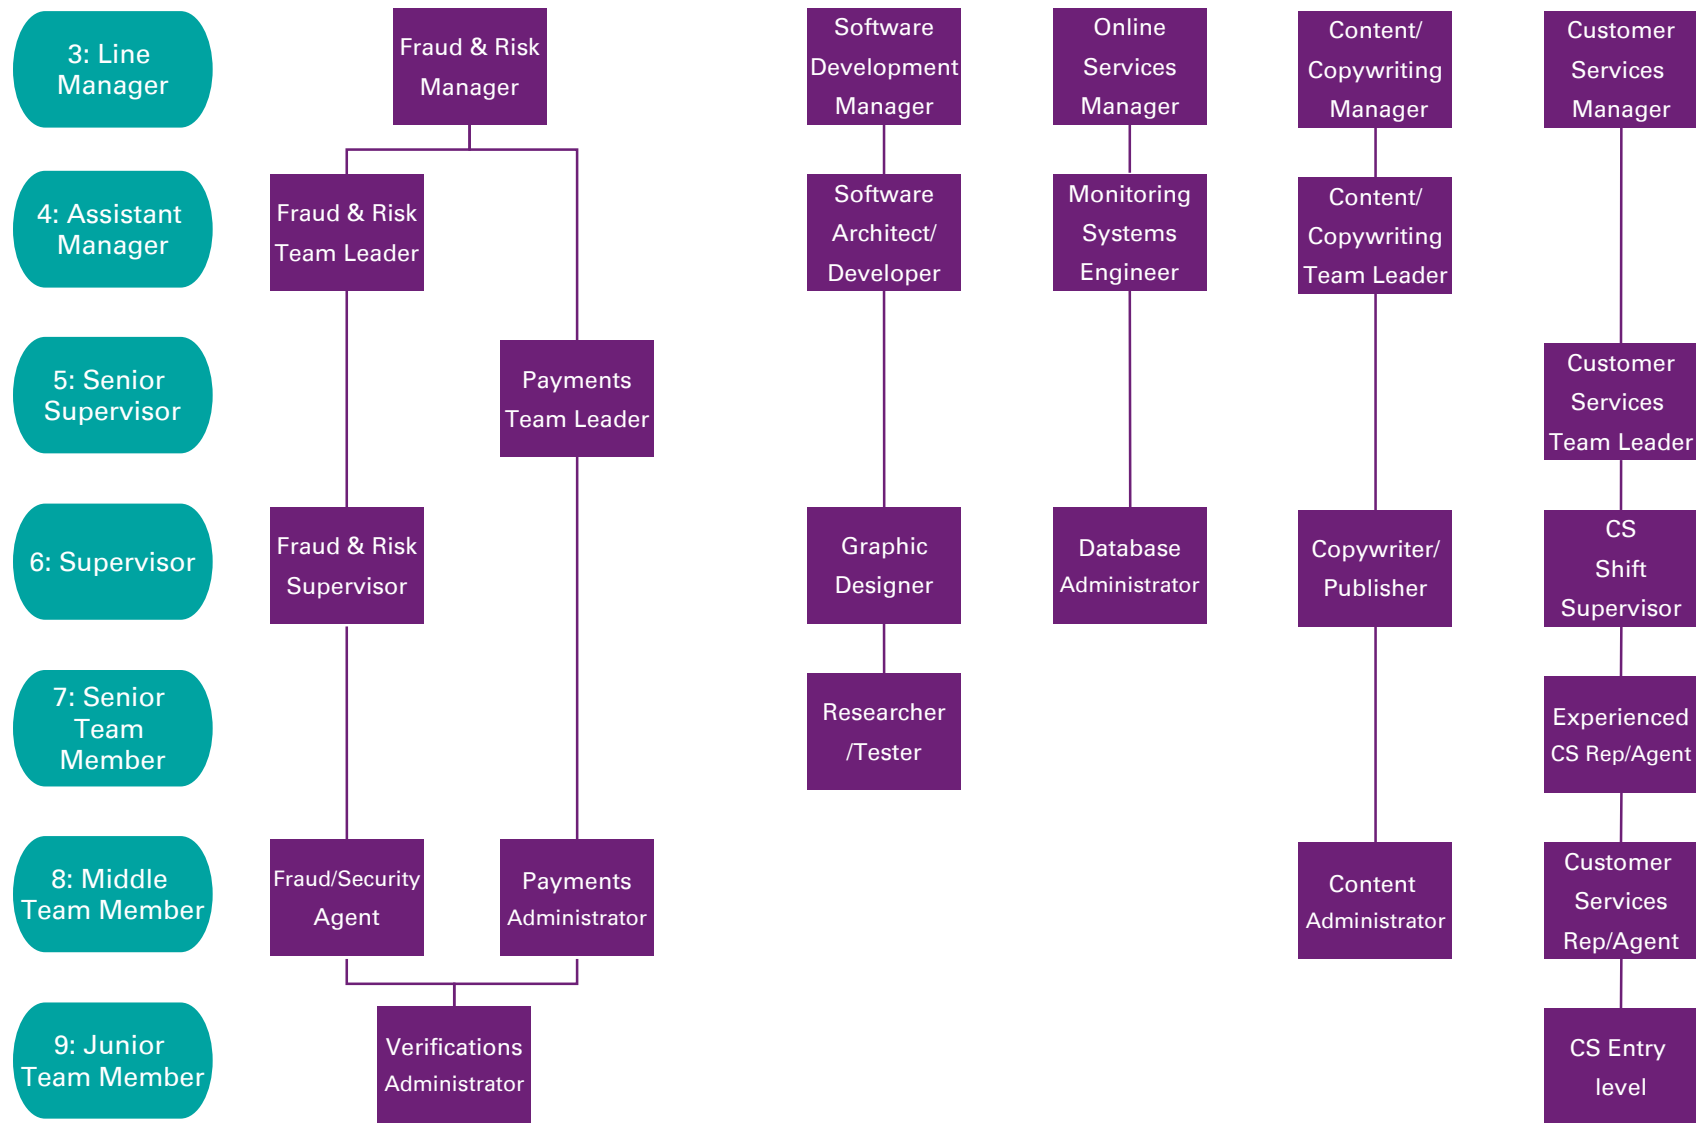 3: Line
Manager
Fraud & Risk
Manager
Software
Development
Manager
Online
Services
Manager
Content/
Copywriting
Manager
Customer
Services
Manager
4: Assistant
Manager
Fraud & Risk
Team Leader
Software
Architect/
Developer
Monitoring
Systems
Engineer
Content/
Copywriting
Team Leader
5: Senior
Supervisor
Payments
Team Leader
Customer
Services
Team Leader
6: Supervisor
Fraud & Risk
Supervisor
Graphic
Designer
Database
Administrator
Copywriter/
Publisher
CS
Shift
Supervisor
7: Senior
Team
Member
Researcher
/Tester
Experienced
CS Rep/Agent
8: Middle
Team Member
Fraud/Security
Agent
Payments
Administrator
Content
Administrator
Customer
Services
Rep/Agent
9: Junior
Team Member
Verifications
Administrator
CS Entry
level